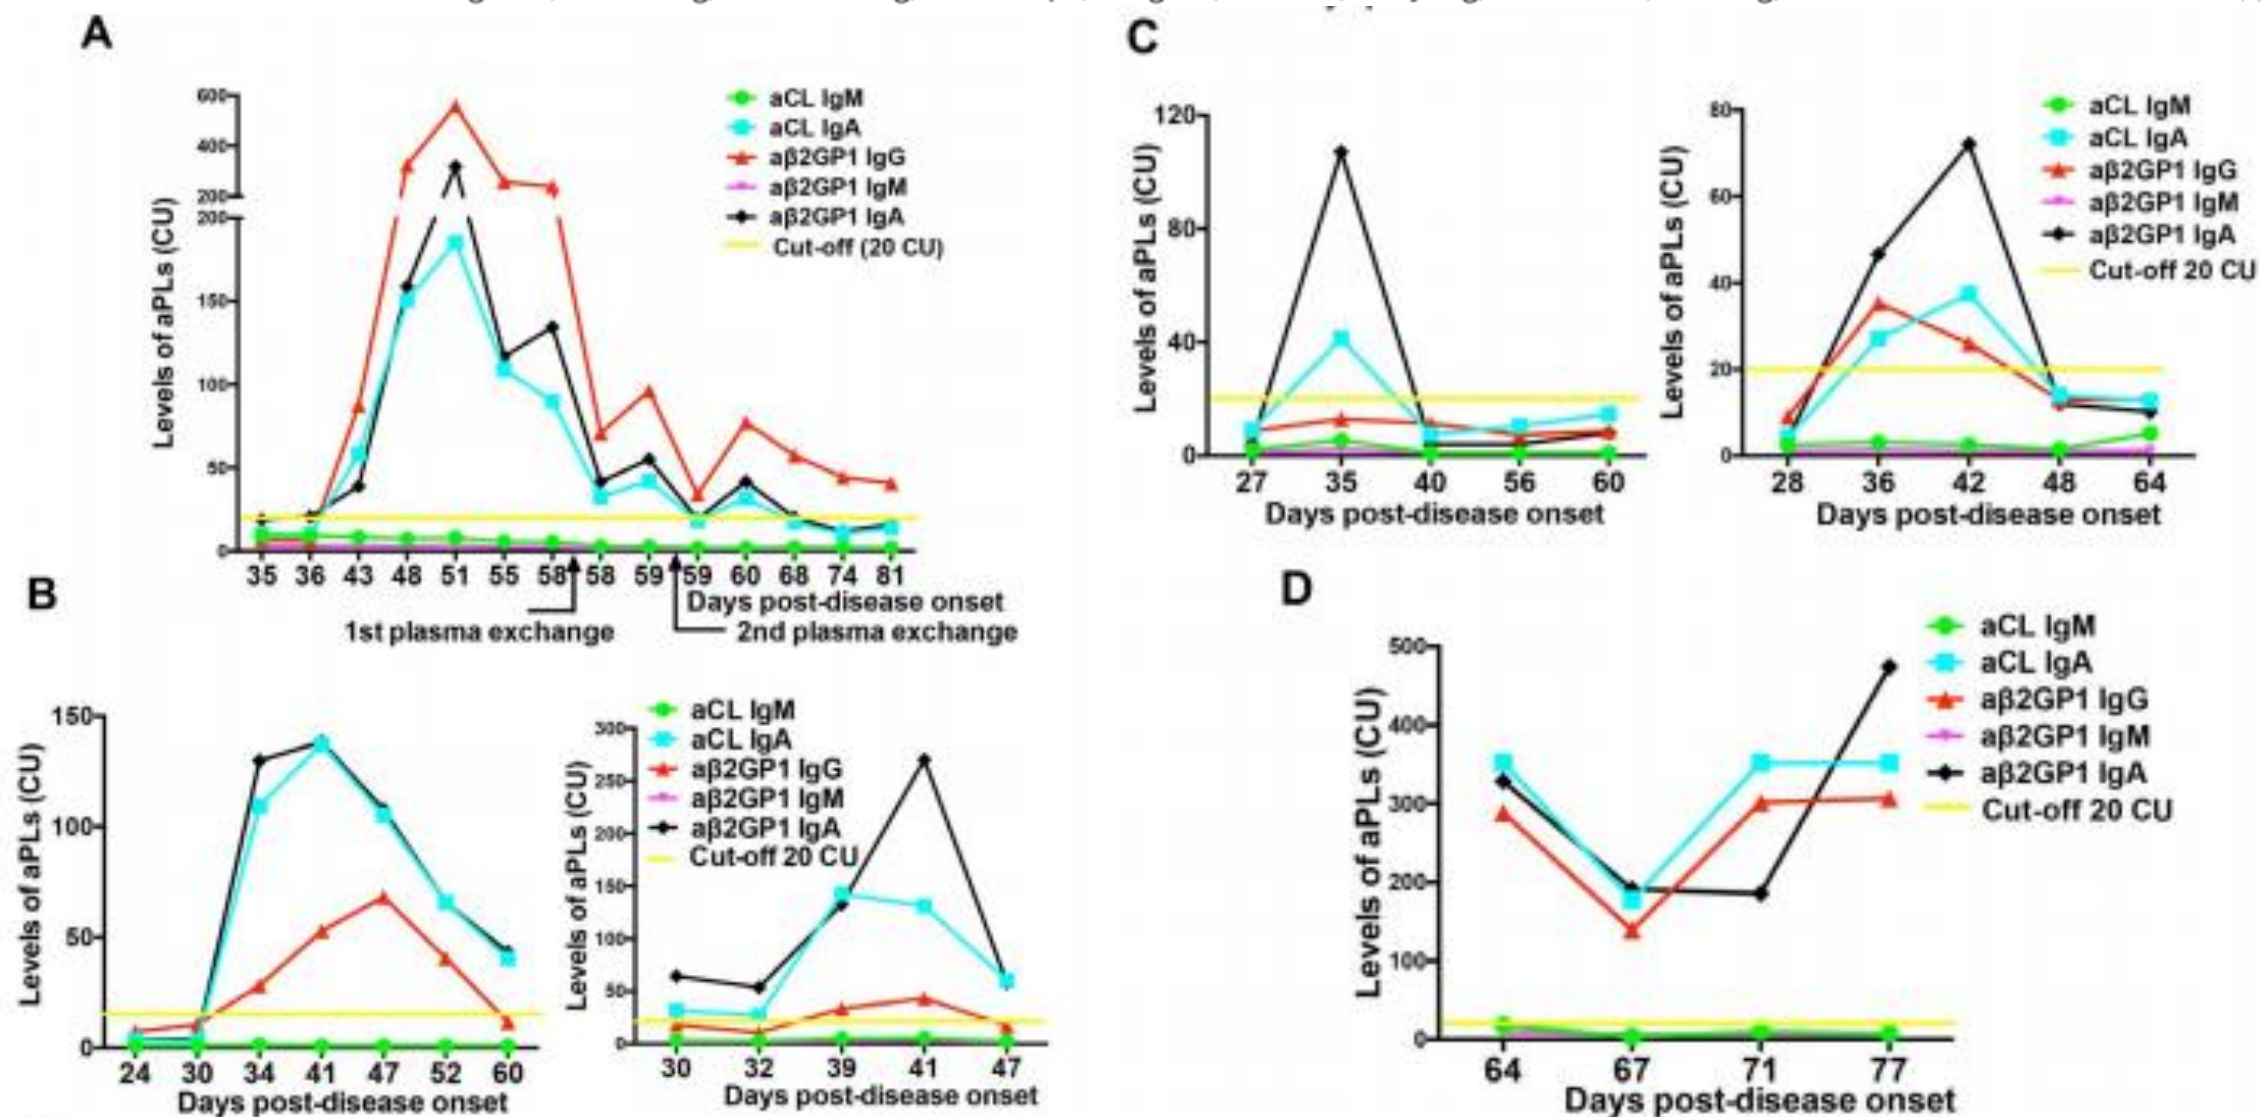 A
Levels of aPLs (CU)
600
400
200
200
150
100
50
0
aCL IgM
aCL IgA
aβ2GP1 IgG
aβ2GP1 IgM
aβ2GP1 IgA
Cut-off (20 CU)
35 36 43 48 51 55 58 58 59 59 60 68 74 81
Days post-disease onset
1st plasma exchange
2nd plasma exchange
C
Levels of aPLs (CU)
120
80
40
0
27 35 40 56 60
Days post-disease onset
Levels of aPLs (CU)
80
60
40
20
0
28 36 42 48 64
Days post-disease onset
aCL IgM
aCL IgA
aβ2GP1 IgG
aβ2GP1 IgM
aβ2GP1 IgA
Cut-off 20 CU
B
Levels of aPLs (CU)
150
100
50
0
24 30 34 41 47 52 60
Days post-disease onset
Levels of aPLs (CU)
300
250
200
150
100
50
0
aCL IgM
aCL IgA
aβ2GP1 IgG
aβ2GP1 IgM
aβ2GP1 IgA
Cut-off 20 CU
30 32 39 41 47
Days post-disease onset
D
Levels of aPLs (CU)
500
400
300
200
100
0
64 67 71 77
Days post-disease onset
aCL IgM
aCL IgA
aβ2GP1 IgG
aβ2GP1 IgM
aβ2GP1 IgA
Cut-off 20 CU